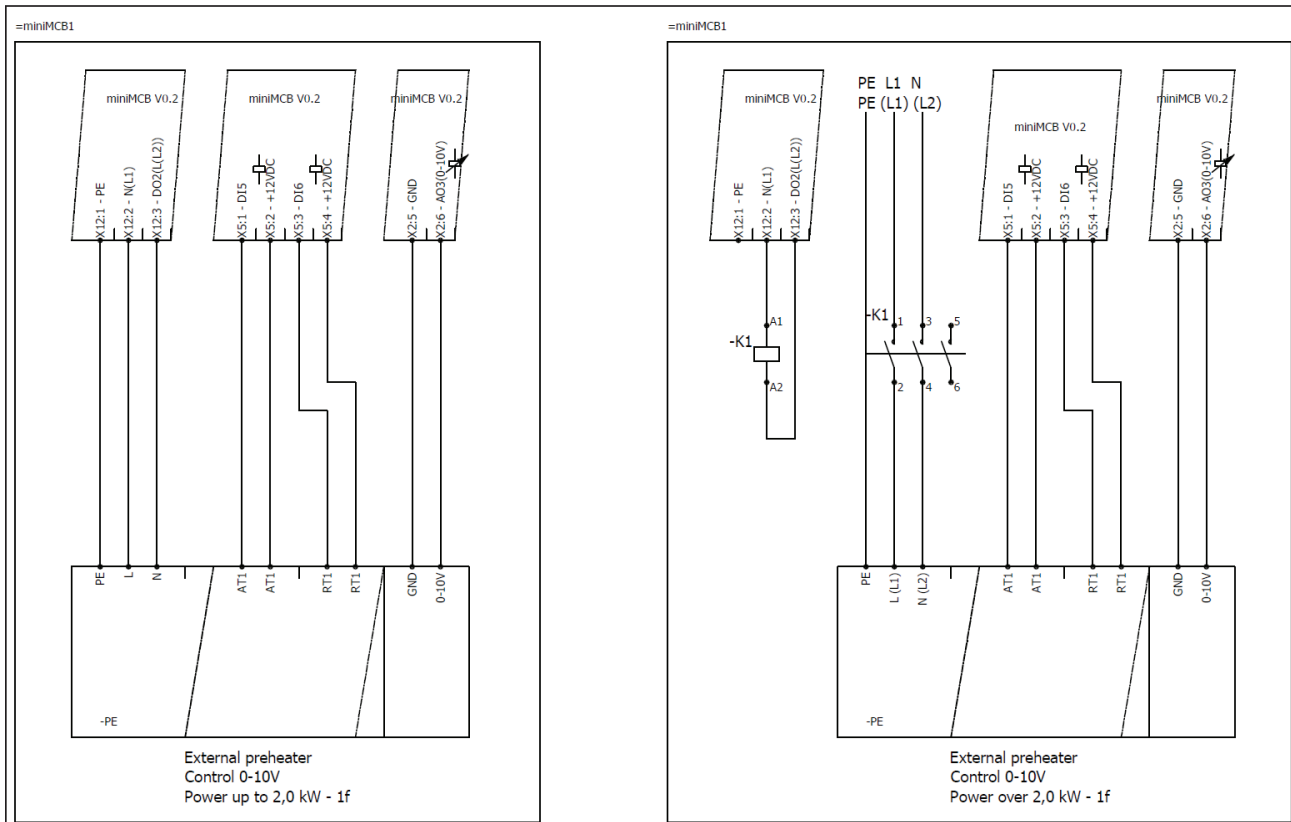 =miniMCB1
miniMCB V0.2
miniMCB V0.2
miniMCB V0.2
X12:1 - PE
X12:2 - N(L1)
X12:3 - DO2(L(L2))
X5:1 - DI5
X5:2 - +12VDC
X5:3 - DI6
X5:4 - +12VDC
X2:5 - GND
X2:6 - AO3(0-10V)
PE
L
N
AT1
AT1
RT1
RT1
GND
0-10V
-PE
External preheater
Control 0-10V
Power up to 2,0 kW - 1f
=miniMCB1
miniMCB V0.2
PE L1 N
PE (L1) (L2)
miniMCB V0.2
miniMCB V0.2
X12:1 - PE
X12:2 - N(L1)
X12:3 - DO2(L(L2))
X5:1 - DI5
X5:2 - +12VDC
X5:3 - DI6
X5:4 - +12VDC
X2:5 - GND
X2:6 - AO3(0-10V)
-K1
A1
A2
-K1
1
3
5
2
4
6
PE
L (L1)
N (L2)
AT1
AT1
RT1
RT1
GND
0-10V
-PE
External preheater
Control 0-10V
Power over 2,0 kW - 1f